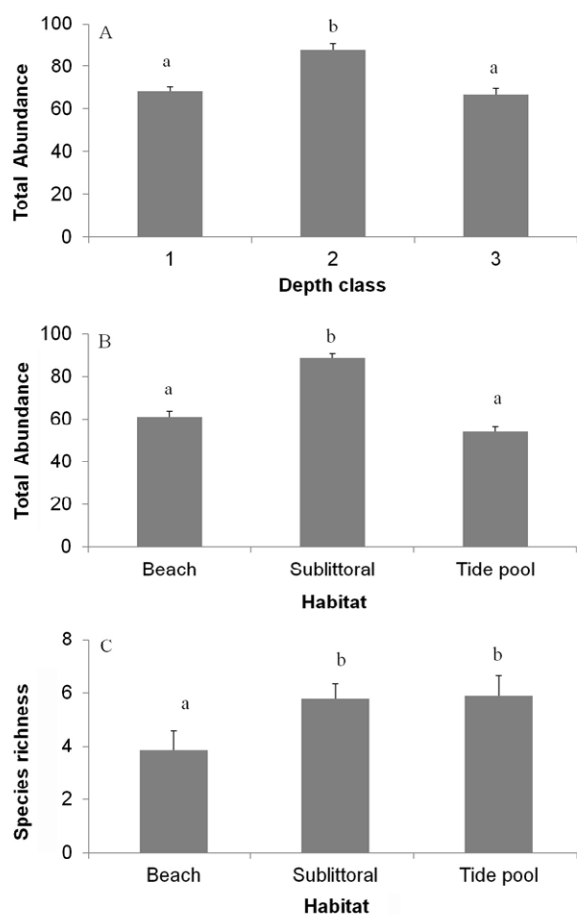 A
Total Abundance
100
80
60
40
20
0
a
b
a
1 2 3
Depth class
B
Total Abundance
100
80
60
40
20
0
a
b
a
Beach Sublittoral Tide pool
Habitat
C
Species richness
8
6
4
2
0
a
b
b
Beach Sublittoral Tide pool
Habitat